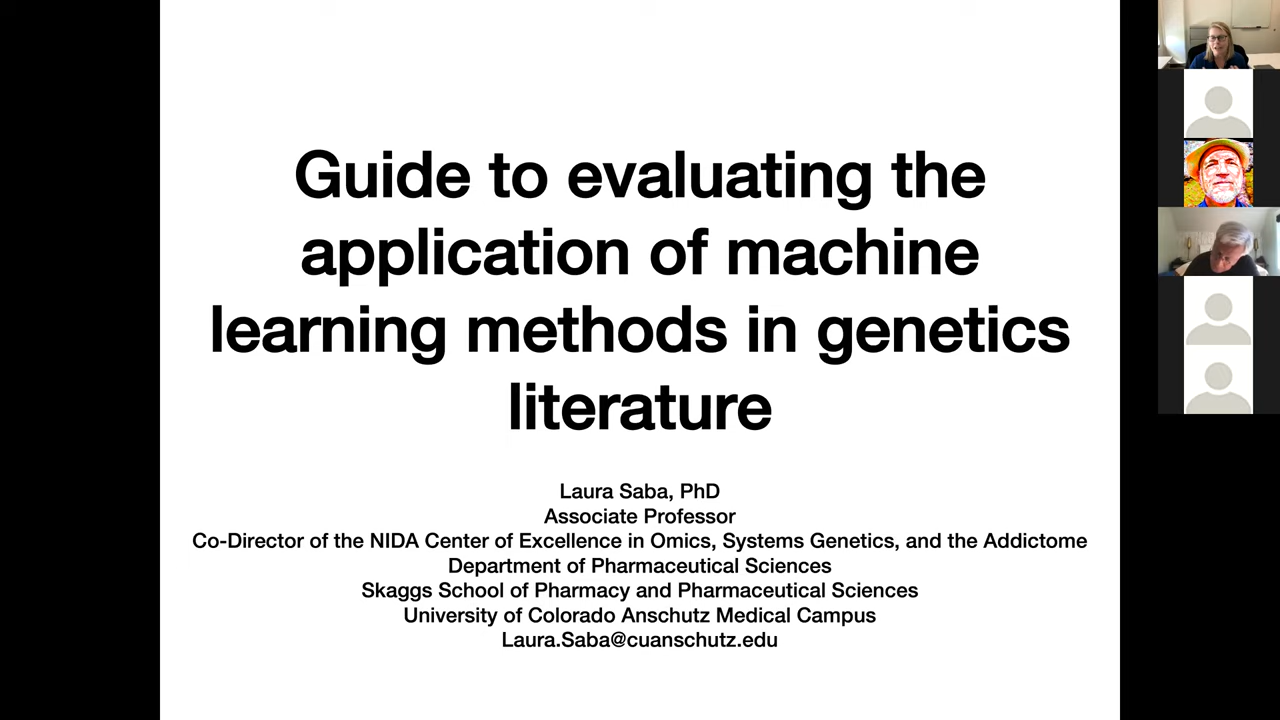 Guide to evaluating the
application of machine
learning methods in genetics
literature
Laura Saba, PhD
Associate Professor
Co-Director of the NIDA Center of Excellence in Omics, Systems Genetics, and the Addictome
Department of Pharmaceutical Sciences
Skaggs School of Pharmacy and Pharmaceutical Sciences
University of Colorado Anschutz Medical Campus
Laura.Saba@cuanschutz.edu